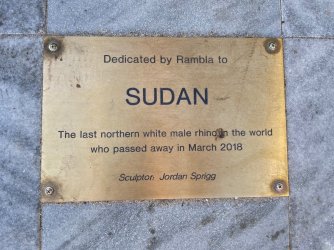 Dedicated by Rambla to
SUDAN
The last northern white male rhino in the world
who passed away in March 2018
Sculptor: Jordan Sprigg